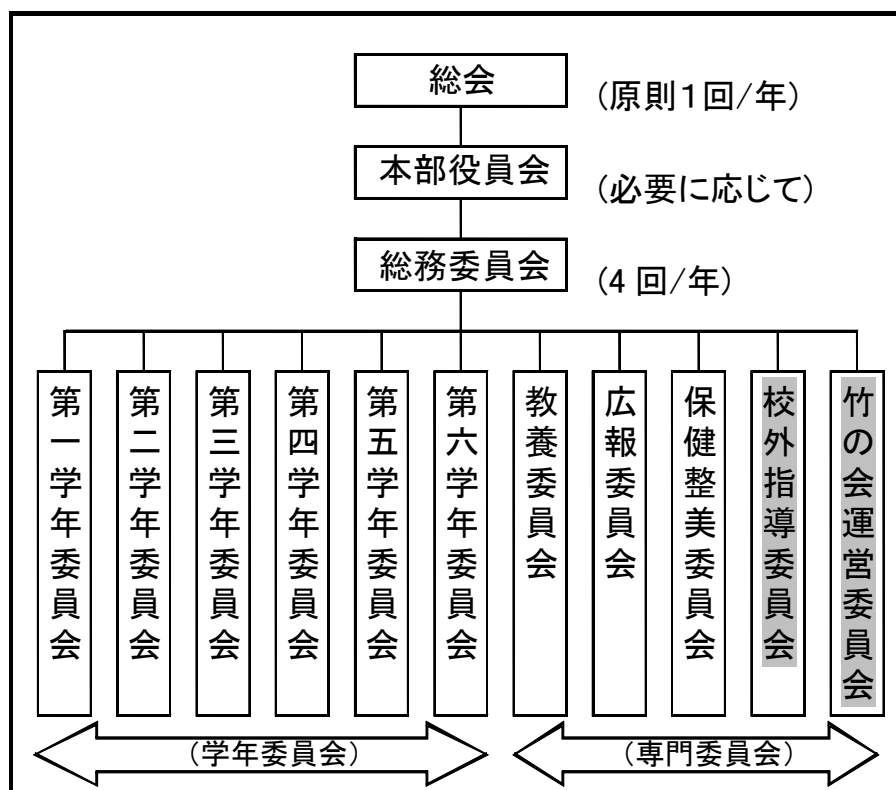 総会
(原則1回/年)
本部役員会
(必要に応じて)
総務委員会
(4回/年)
第一学年委員会
第二学年委員会
第三学年委員会
第四学年委員会
第五学年委員会
第六学年委員会
教養委員会
広報委員会
保健整美委員会
校外指導委員会
竹の会運営委員会
(学年委員会)
(専門委員会)